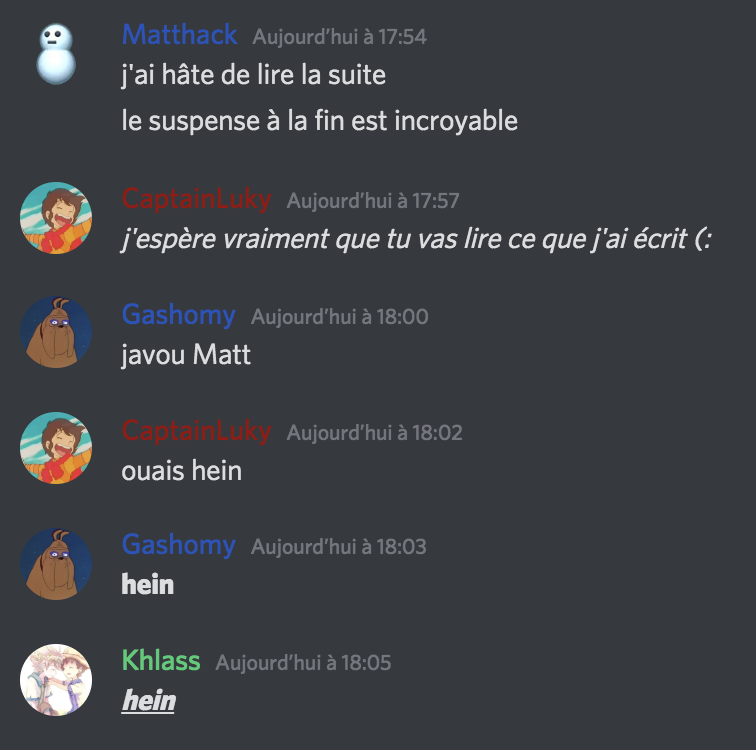 Matthack Aujourd'hui à 17:54
j'ai hâte de lire la suite
le suspense à la fin est incroyable
CaptainLuky Aujourd'hui à 17:57
j'espère vraiment que tu vas lire ce que j'ai écrit (:
Gashomy Aujourd'hui à 18:00
javou Matt
CaptainLuky Aujourd'hui à 18:02
ouais hein
Gashomy Aujourd'hui à 18:03
hein
Khlass Aujourd'hui à 18:05
hein